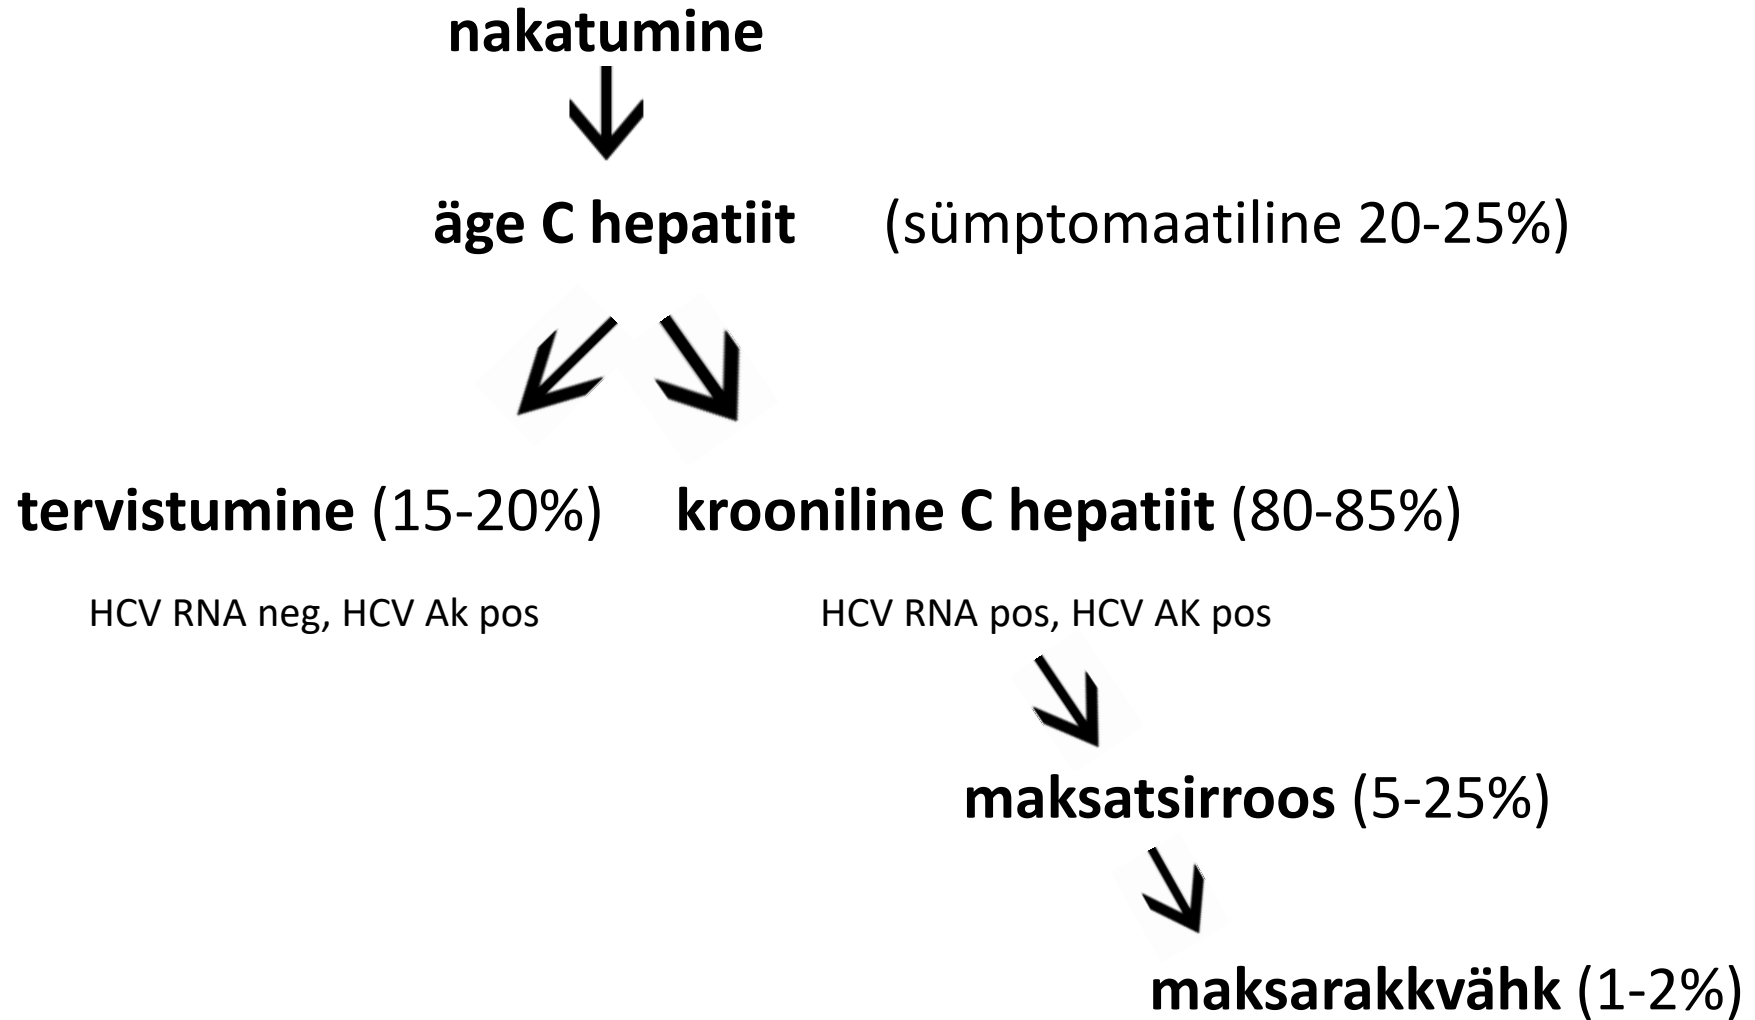 nakatumine
äge C hepatiit (sümptomaatiline 20-25%)
tervistumine (15-20%) krooniline C hepatiit (80-85%)
HCV RNA neg, HCV Ak pos HCV RNA pos, HCV AK pos
maksatsirroos (5-25%)
maksarakkvähk (1-2%)